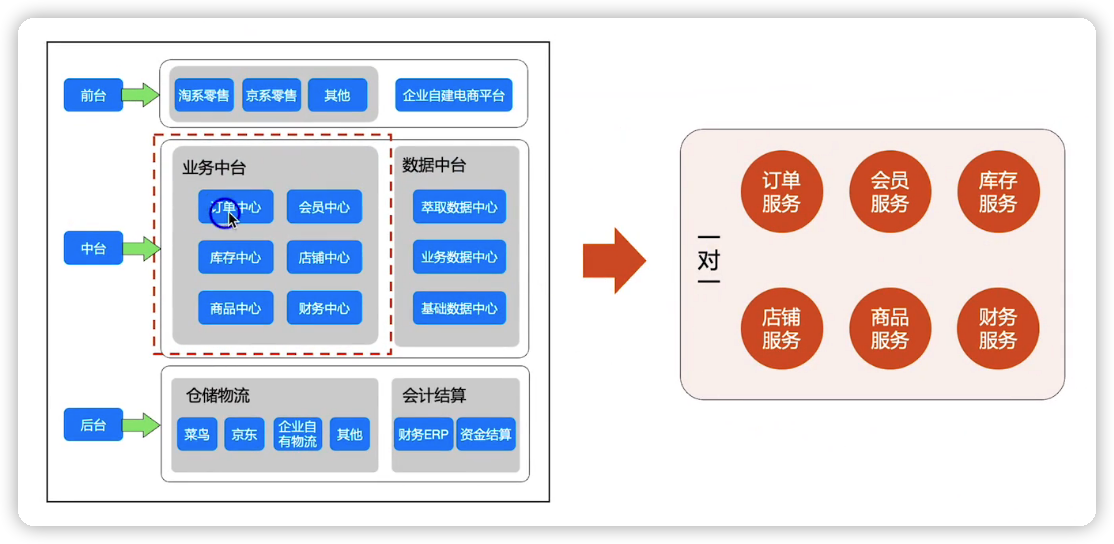 前台
淘系零售
京系零售
其他
企业自建电商平台
中台
业务中台
订单中心
会员中心
库存中心
店铺中心
商品中心
财务中心
数据中台
萃取数据中心
业务数据中心
基础数据中心
后台
仓储物流
菜鸟
京东
企业自
有物流
其他
会计结算
财务ERP
资金结算
一
对
一
订单
服务
会员
服务
库存
服务
店铺
服务
商品
服务
财务
服务